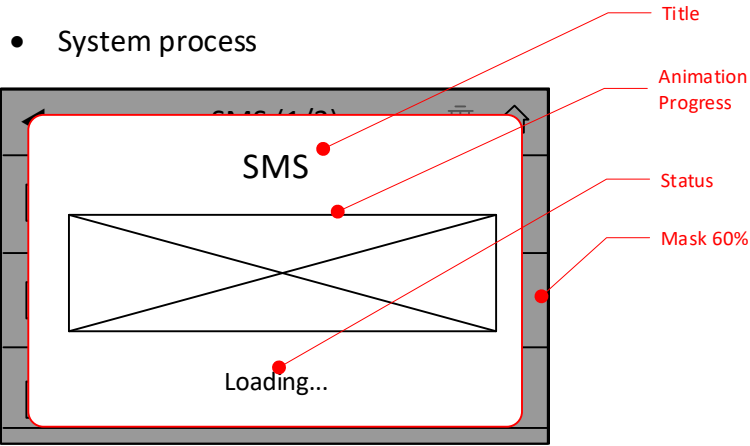 Title
• System process
Animation
Progress
SMS
Status
Mask 60%
Loading...